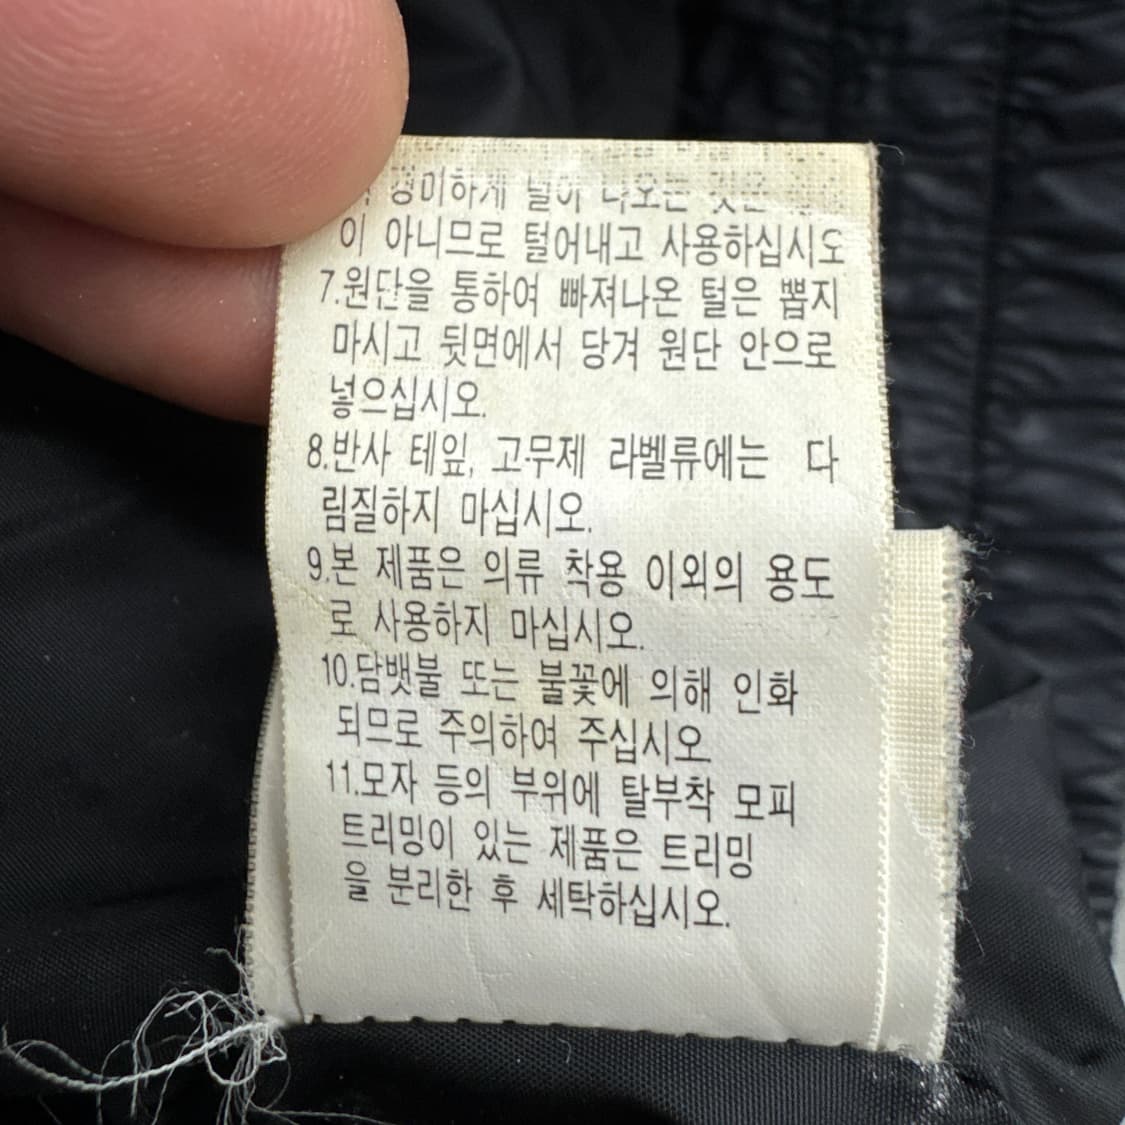 경미하게
이 아니므로 털어내고 사용하십시오
7.원단을 통하여 빠져나온 털은 뽑지
마시고 뒷면에서 당겨 원단 안으로
넣으십시오.
8.반사 테잎, 고무제 라벨류에는 다
림질하지 마십시오.
9.본 제품은 의류 착용 이외의 용도
로 사용하지 마십시오.
10.담뱃불 또는 불꽃에 의해 인화
되므로 주의하여 주십시오
11.모자 등의 부위에 탈부착 모피
트리밍이 있는 제품은 트리밍
을 분리한 후 세탁하십시오.